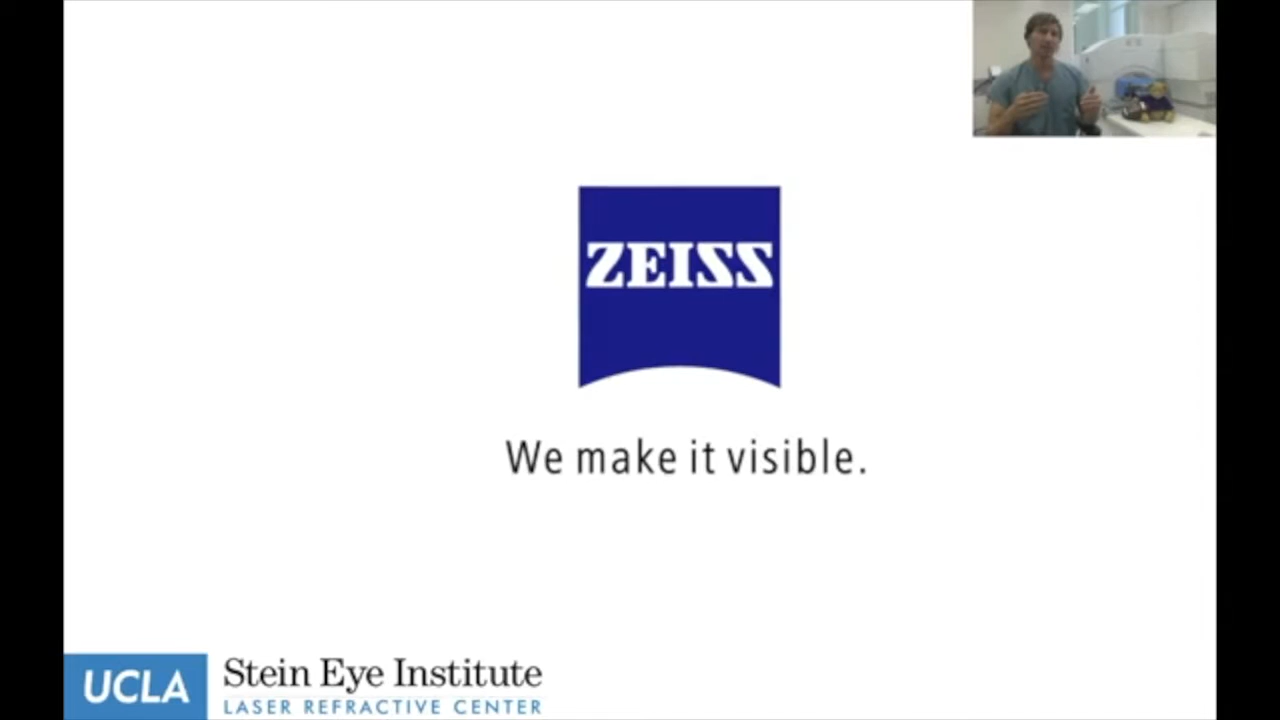 ZEISS
We make it visible.
UCLA
Stein Eye Institute
LASER REFRACTIVE CENTER